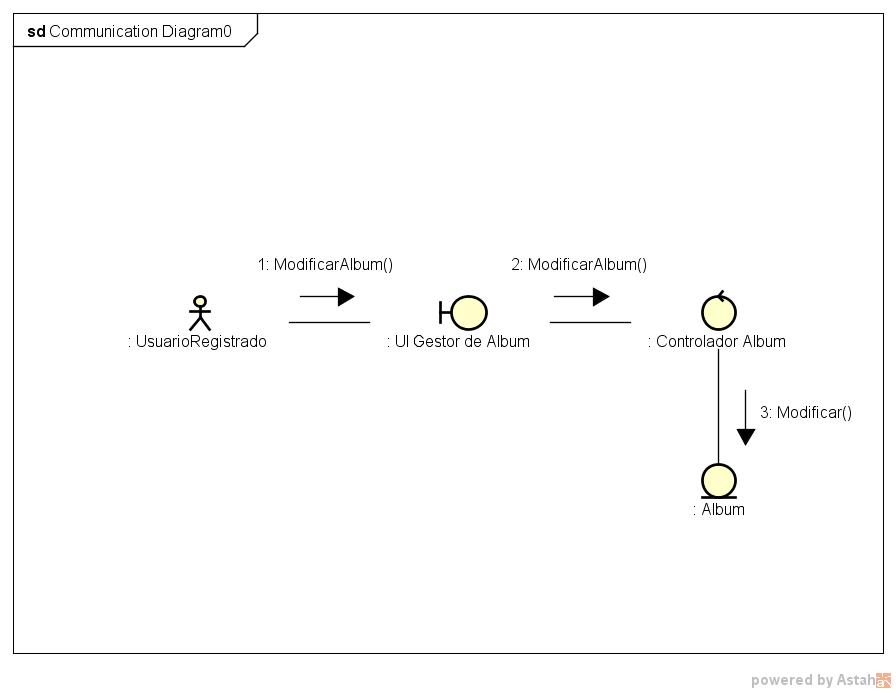 sd Communication Diagram0
1: ModificarAlbum()
2: ModificarAlbum()
: UsuarioRegistrado
: UI Gestor de Album
: Controlador Album
3: Modificar()
: Album
powered by Astah